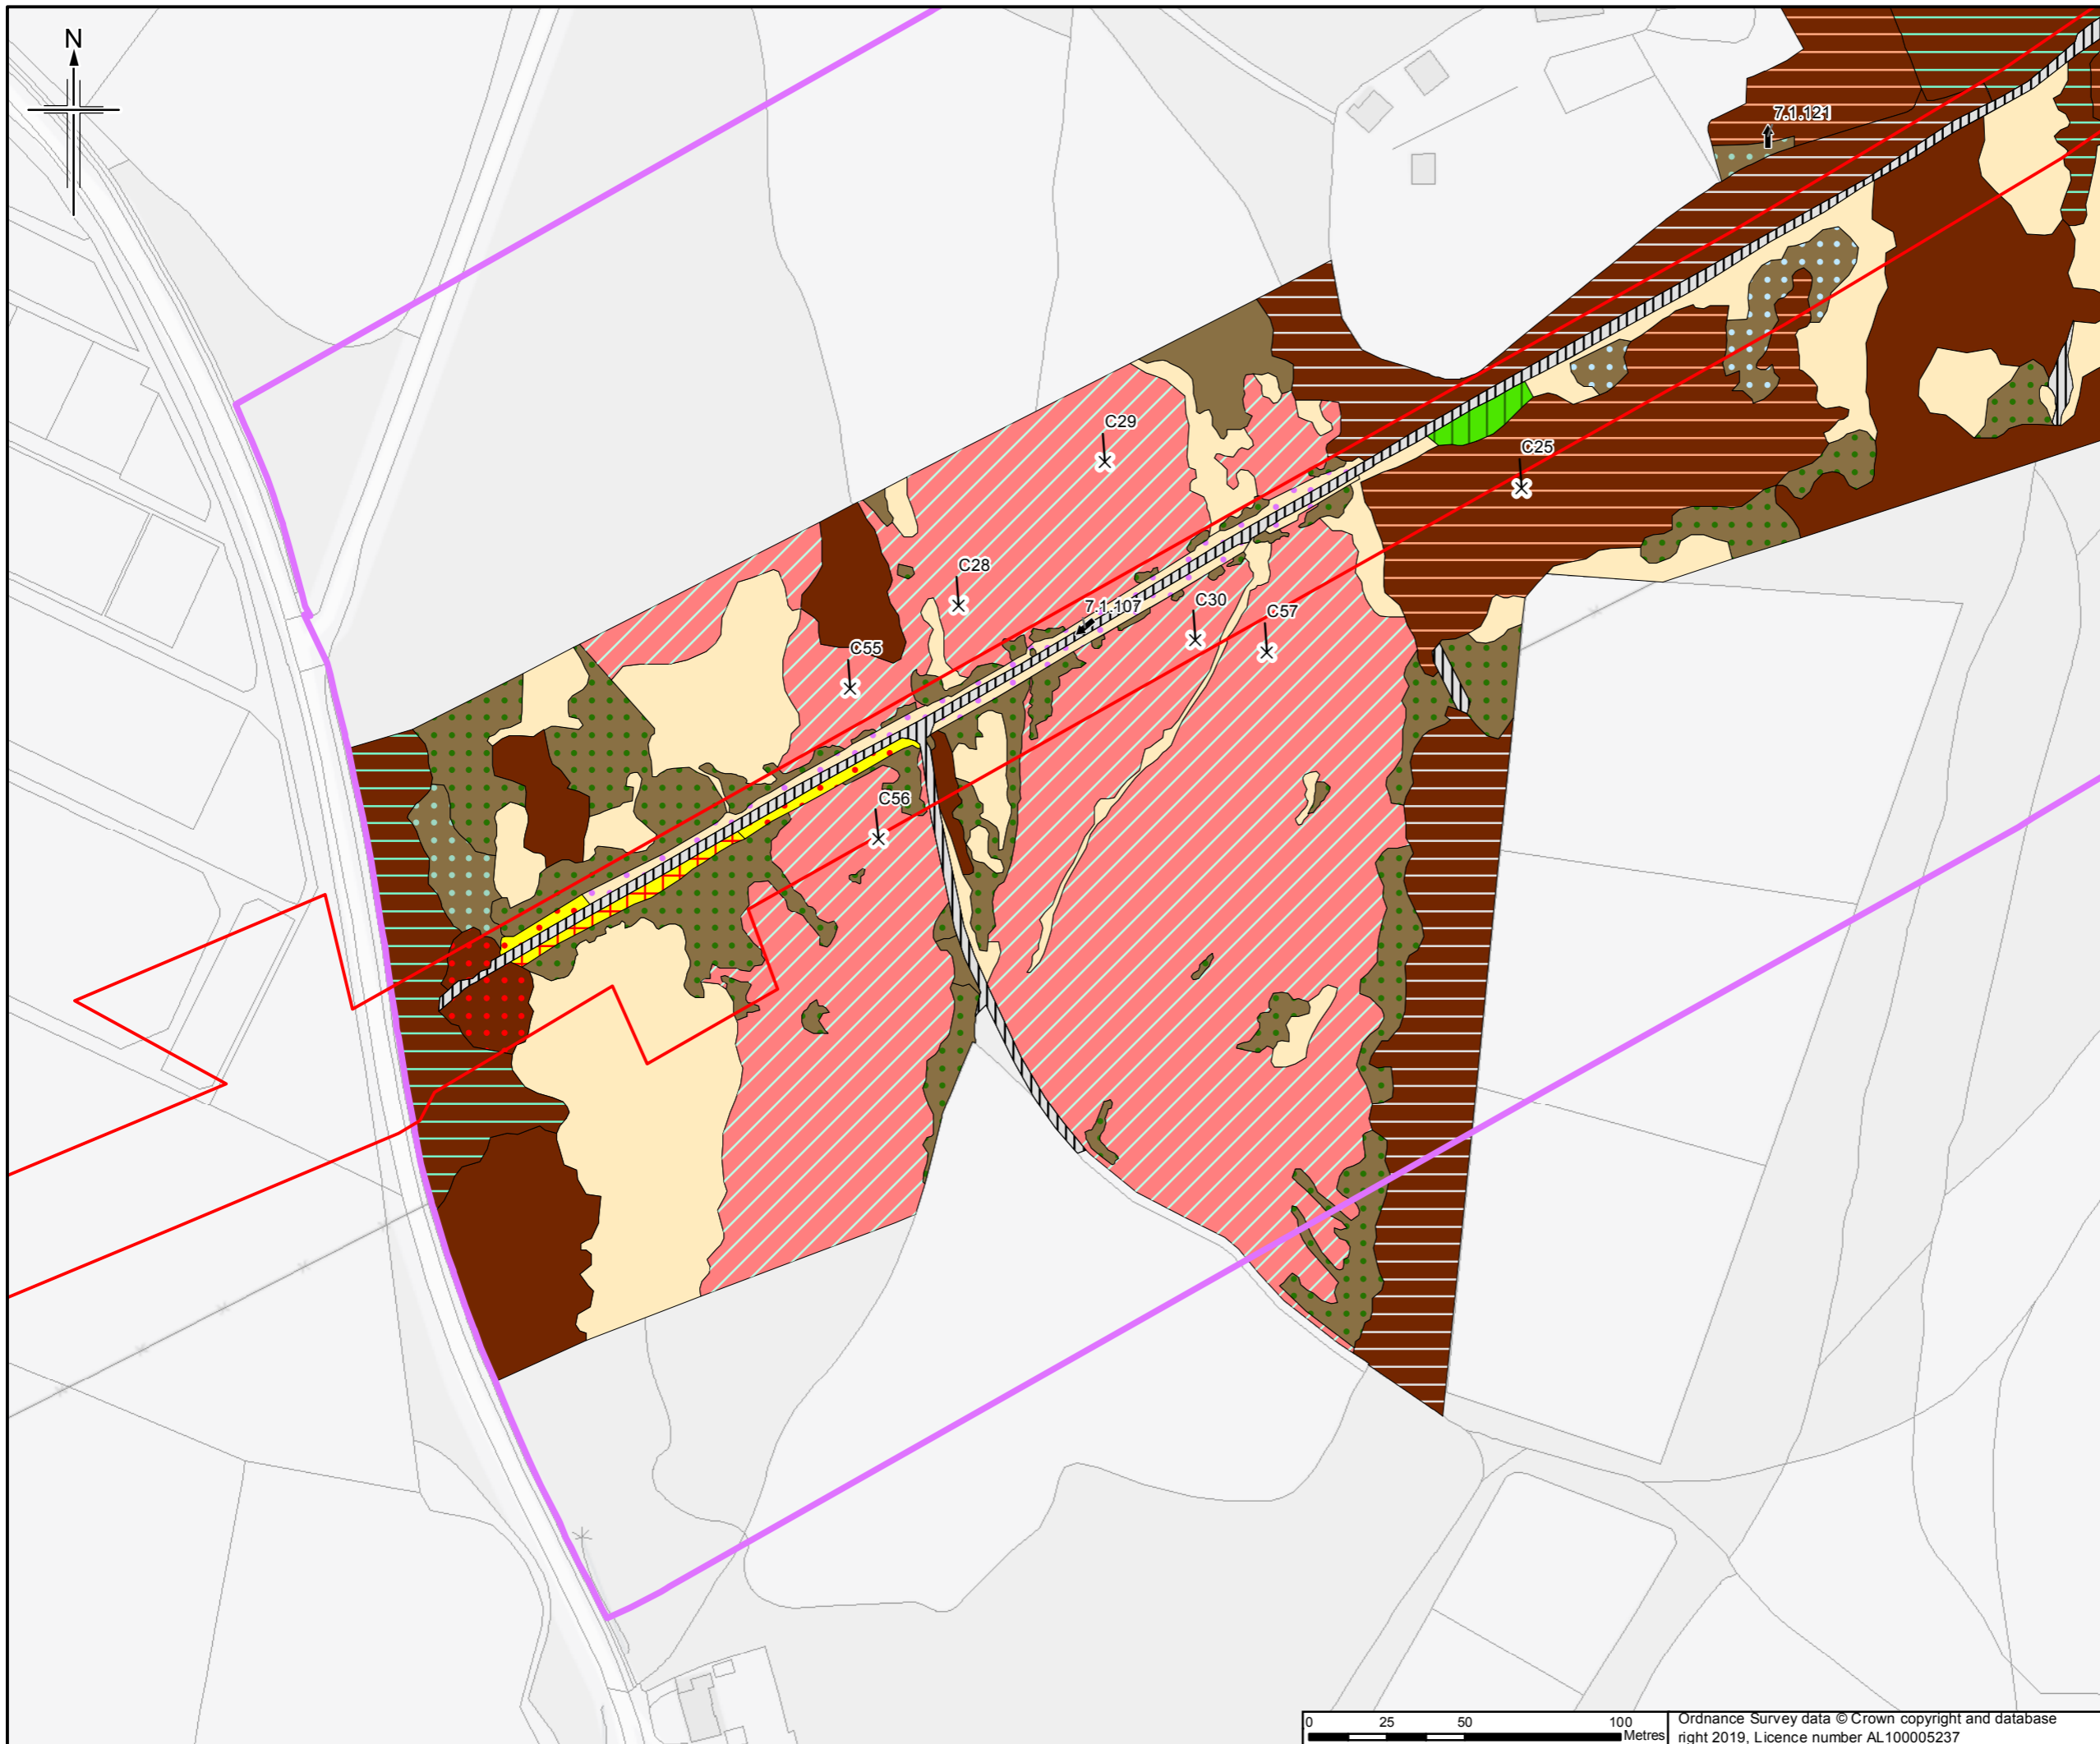 N
7.1.121
C29
C25
C28
7.1.107
C30
C57
C55
C56
0 25 50 100
Metres
Ordnance Survey data © Crown copyright and database
right 2019, Licence number AL100005237